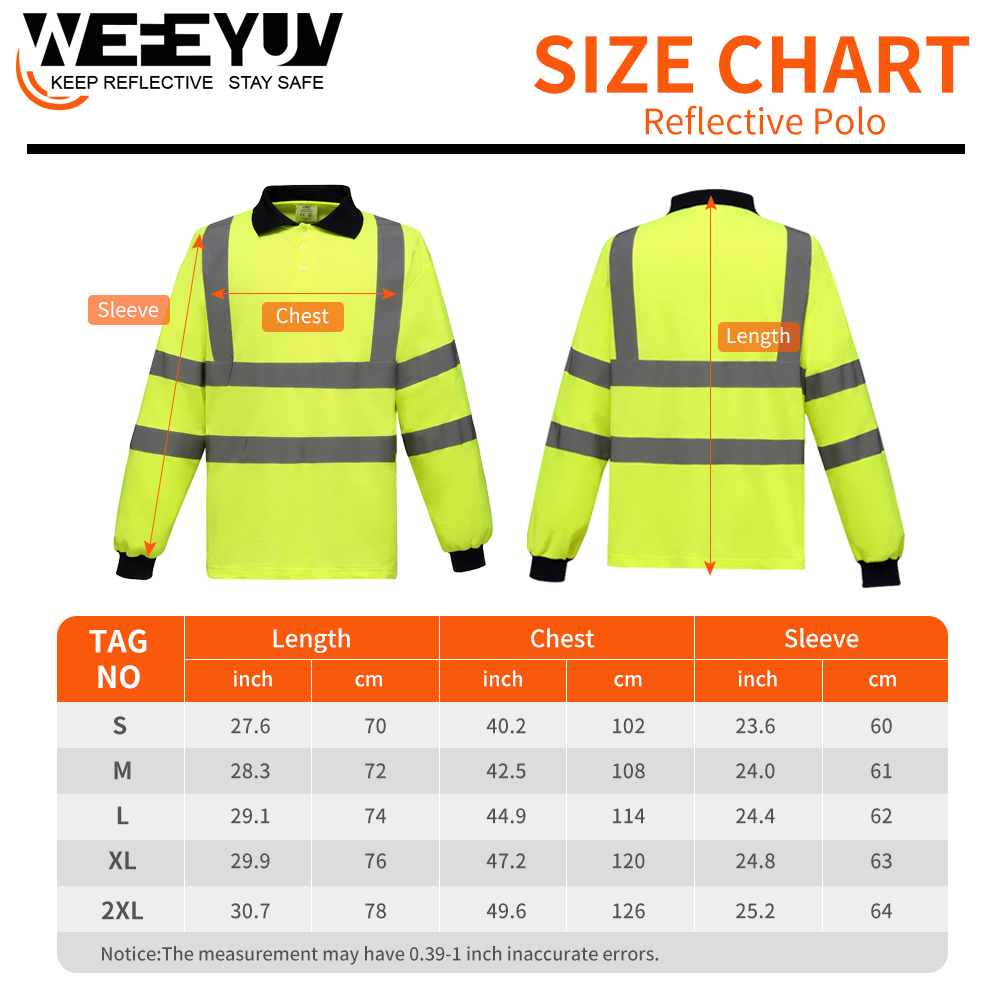 WEFEYUV
KEEP REFLECTIVE STAY SAFE
SIZE CHART
Reflective Polo
Sleeve
Chest
Length
TAG NO Length Chest Sleeve
inch cm inch cm inch cm
S 27.6 70 40.2 102 23.6 60
M 28.3 72 42.5 108 24.0 61
L 29.1 74 44.9 114 24.4 62
XL 29.9 76 47.2 120 24.8 63
2XL 30.7 78 49.6 126 25.2 64
Notice:The measurement may have 0.39-1 inch inaccurate errors.